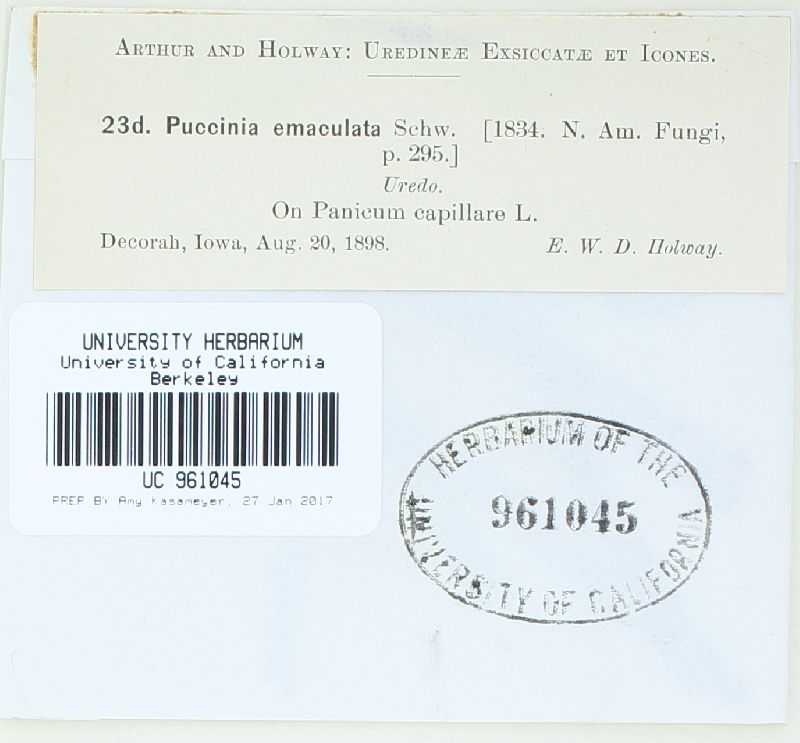 ARTHUR AND HOLWAY: UREDINEÆ EXSICCATÆ ET ICONES.
23d. Puccinia emaculata Schw. [1834. N. Am. Fungi,
p. 295.]
Uredo.
On Panicum capillare L.
Decorah, Iowa, Aug. 20, 1898. E. W. D. Holway.
UNIVERSITY HERBARIUM
University of California
Berkeley
UC 961045
PREP BY Amy Kasameyer, 27 Jan 2017
HERBARIUM OF THE
961045
UNIVERSITY OF CALIFORNIA